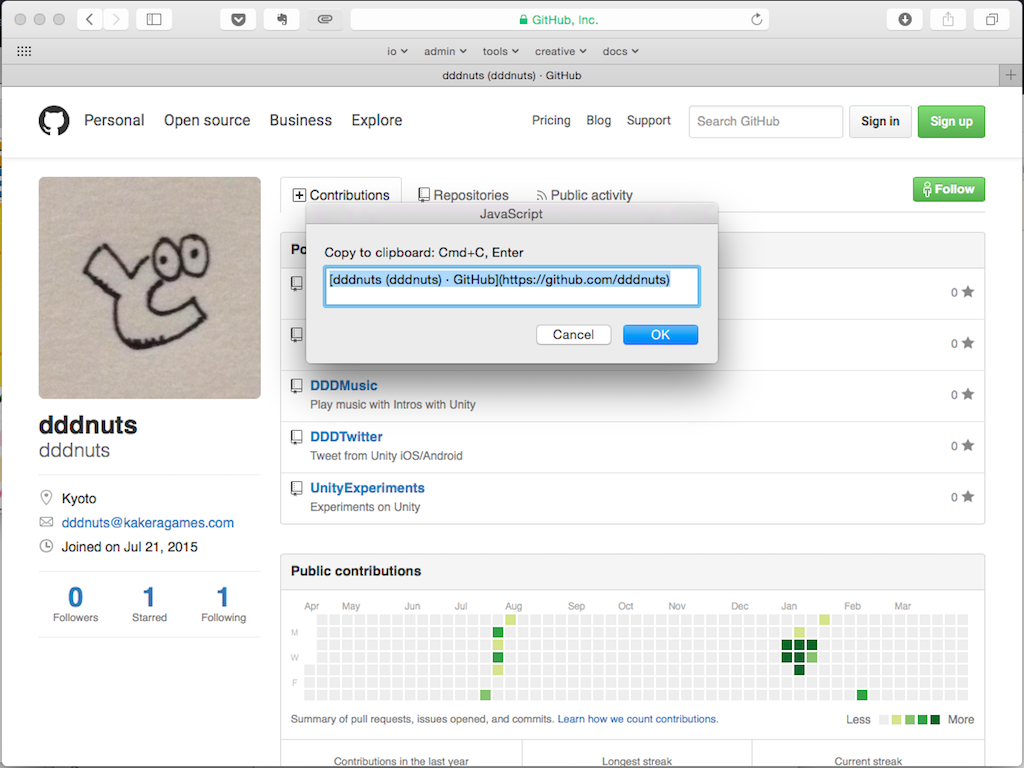 GitHub, Inc.
io admin tools creative docs
dddnuts (dddnuts) · GitHub
Personal Open source Business Explore Pricing Blog Support Search GitHub Sign in Sign up
Contributions Repositories Public activity Follow
JavaScript
Copy to clipboard: Cmd+C, Enter
[dddnuts (dddnuts) · GitHub](https://github.com/dddnuts)
Cancel OK
Po
0
0
DDDMusic
Play music with Intros with Unity
0
DDDTwitter
Tweet from Unity iOS/Android
0
UnityExperiments
Experiments on Unity
0
dddnuts
dddnuts
Kyoto
dddnuts@kakeragames.com
Joined on Jul 21, 2015
0 1 1
Followers Starred Following
Public contributions
Apr May Jun Jul Aug Sep Oct Nov Dec Jan Feb Mar
M
W
F
Summary of pull requests, issues opened, and commits. Learn how we count contributions. Less More
Contributions in the last year Longest streak Current streak